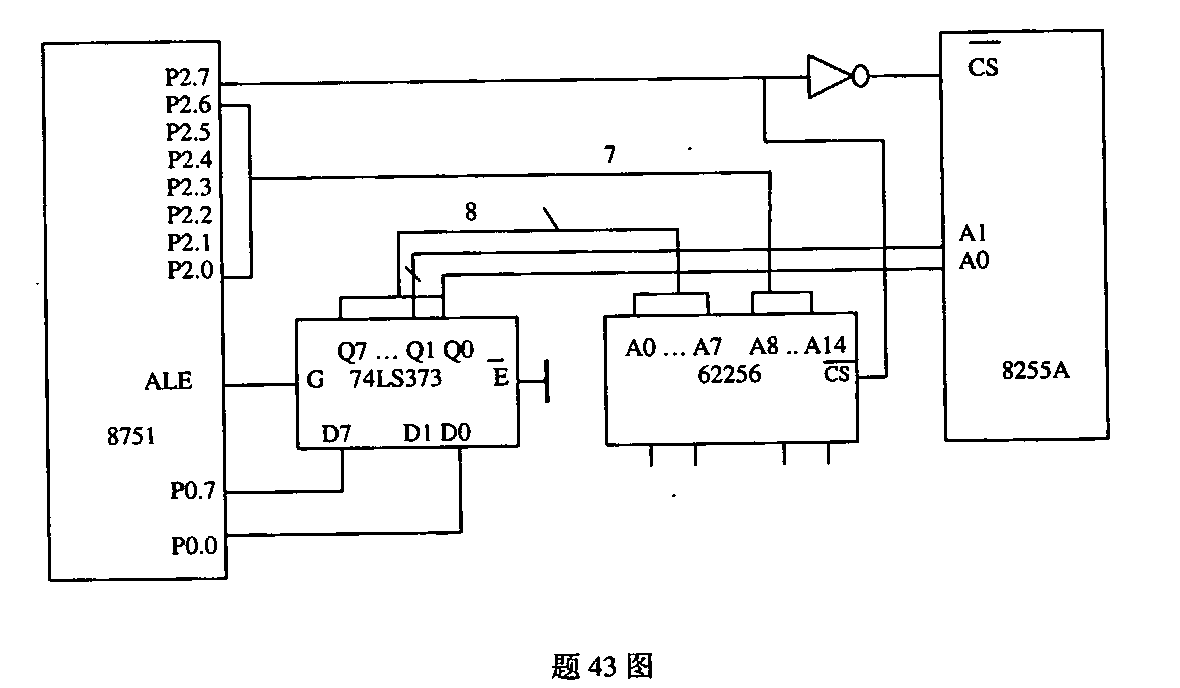 P2.7
P2.6
P2.5
P2.4
P2.3
P2.2
P2.1
P2.0
ALE
8751
P0.7
P0.0
7
8
Q7 ... Q1 Q0
G 74LS373 E
D7 D1 D0
A0 ... A7 A8 .. A14
62256 CS
CS
A1
A0
8255A
题 43 图